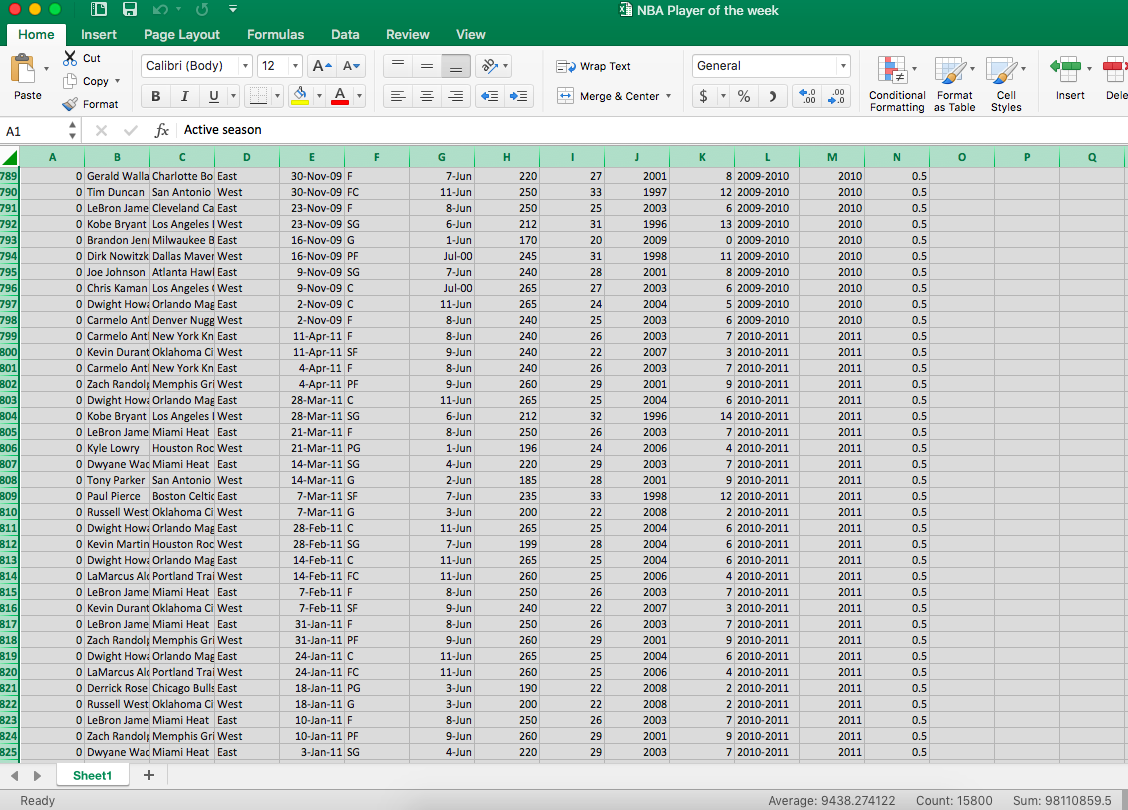 NBA Player of the week
Home Insert Page Layout Formulas Data Review View
Paste Cut Copy Format Calibri (Body) 12 A A Wrap Text General Conditional Formatting Format as Table Cell Styles Insert Dele
B I U A Merge & Center $ % )
A1 fx Active season
A B C D E F G H I J K L M N O P Q
789 0 Gerald Walla Charlotte Bo East 30-Nov-09 F 7-Jun 220 27 2001 8 2009-2010 2010 0.5
790 0 Tim Duncan San Antonio West 30-Nov-09 FC 11-Jun 250 33 1997 12 2009-2010 2010 0.5
791 0 LeBron Jame Cleveland Ca East 23-Nov-09 F 8-Jun 250 25 2003 6 2009-2010 2010 0.5
792 0 Kobe Bryant Los Angeles l West 23-Nov-09 SG 6-Jun 212 31 1996 13 2009-2010 2010 0.5
793 0 Brandon Jeni Milwaukee B East 16-Nov-09 G 1-Jun 170 20 2009 0 2009-2010 2010 0.5
794 0 Dirk Nowitzk Dallas Maver West 16-Nov-09 PF Jul-00 245 31 1998 11 2009-2010 2010 0.5
795 0 Joe Johnson Atlanta Hawl East 9-Nov-09 SG 7-Jun 240 28 2001 8 2009-2010 2010 0.5
796 0 Chris Kaman Los Angeles ( West 9-Nov-09 C Jul-00 265 27 2003 6 2009-2010 2010 0.5
797 0 Dwight Howa Orlando Mag East 2-Nov-09 C 11-Jun 265 24 2004 5 2009-2010 2010 0.5
798 0 Carmelo Antl Denver Nugg West 2-Nov-09 F 8-Jun 240 25 2003 6 2009-2010 2010 0.5
799 0 Carmelo Antl New York Kn East 11-Apr-11 F 8-Jun 240 26 2003 7 2010-2011 2011 0.5
800 0 Kevin Durant Oklahoma Ci West 11-Apr-11 SF 9-Jun 240 22 2007 3 2010-2011 2011 0.5
801 0 Carmelo Antl New York Kn East 4-Apr-11 F 8-Jun 240 26 2003 7 2010-2011 2011 0.5
802 0 Zach Randolp Memphis Gri West 4-Apr-11 PF 9-Jun 260 29 2001 9 2010-2011 2011 0.5
803 0 Dwight Howa Orlando Mag East 28-Mar-11 C 11-Jun 265 25 2004 6 2010-2011 2011 0.5
804 0 Kobe Bryant Los Angeles l West 28-Mar-11 SG 6-Jun 212 32 1996 14 2010-2011 2011 0.5
805 0 LeBron Jame Miami Heat East 21-Mar-11 F 8-Jun 250 26 2003 7 2010-2011 2011 0.5
806 0 Kyle Lowry Houston Roc West 21-Mar-11 PG 1-Jun 196 24 2006 4 2010-2011 2011 0.5
807 0 Dwyane Wad Miami Heat East 14-Mar-11 SG 4-Jun 220 29 2003 7 2010-2011 2011 0.5
808 0 Tony Parker San Antonio West 14-Mar-11 G 2-Jun 185 28 2001 9 2010-2011 2011 0.5
809 0 Paul Pierce Boston Celtic East 7-Mar-11 SF 7-Jun 235 33 1998 12 2010-2011 2011 0.5
810 0 Russell West Oklahoma Ci West 7-Mar-11 G 3-Jun 200 22 2008 2 2010-2011 2011 0.5
811 0 Dwight Howa Orlando Mag East 28-Feb-11 C 11-Jun 265 25 2004 6 2010-2011 2011 0.5
812 0 Kevin Martin Houston Roc West 28-Feb-11 SG 7-Jun 199 28 2004 6 2010-2011 2011 0.5
813 0 Dwight Howa Orlando Mag East 14-Feb-11 C 11-Jun 265 25 2004 6 2010-2011 2011 0.5
814 0 LaMarcus Ald Portland Trai West 14-Feb-11 FC 11-Jun 260 25 2006 4 2010-2011 2011 0.5
815 0 LeBron Jame Miami Heat East 7-Feb-11 F 8-Jun 250 26 2003 7 2010-2011 2011 0.5
816 0 Kevin Durant Oklahoma Ci West 7-Feb-11 SF 9-Jun 240 22 2007 3 2010-2011 2011 0.5
817 0 LeBron Jame Miami Heat East 31-Jan-11 F 8-Jun 250 26 2003 7 2010-2011 2011 0.5
818 0 Zach Randolp Memphis Gri West 31-Jan-11 PF 9-Jun 260 29 2001 9 2010-2011 2011 0.5
819 0 Dwight Howa Orlando Mag East 24-Jan-11 C 11-Jun 265 25 2004 6 2010-2011 2011 0.5
820 0 LaMarcus Ald Portland Trai West 24-Jan-11 FC 11-Jun 260 25 2006 4 2010-2011 2011 0.5
821 0 Derrick Rose Chicago Bulls East 18-Jan-11 PG 3-Jun 190 22 2008 2 2010-2011 2011 0.5
822 0 Russell West Oklahoma Ci West 18-Jan-11 G 3-Jun 200 22 2008 2 2010-2011 2011 0.5
823 0 LeBron Jame Miami Heat East 10-Jan-11 F 8-Jun 250 26 2003 7 2010-2011 2011 0.5
824 0 Zach Randolp Memphis Gri West 10-Jan-11 PF 9-Jun 260 29 2001 9 2010-2011 2011 0.5
825 0 Dwyane Wad Miami Heat East 3-Jan-11 SG 4-Jun 220 29 2003 7 2010-2011 2011 0.5
Sheet1 +
Ready Average: 9438.274122 Count: 15800 Sum: 98110859.5